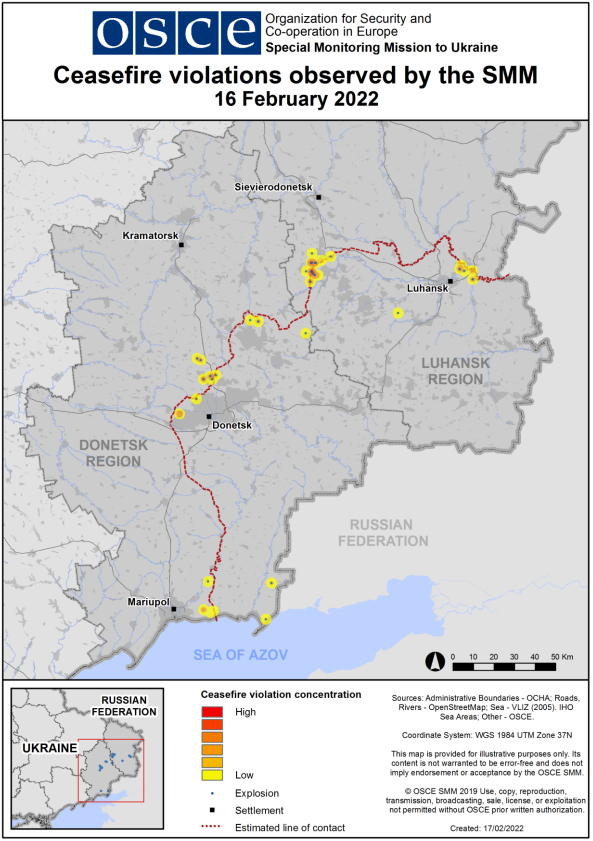 OSCE
Organization for Security and
Co-operation in Europe
Special Monitoring Mission to Ukraine
Ceasefire violations observed by the SMM
16 February 2022
Sievierodonetsk
Kramatorsk
Luhansk
LUHANSK
REGION
Donetsk
DONETSK
REGION
RUSSIAN
FEDERATION
Mariupol
SEA OF AZOV
0 10 20 30 40 50 Km
RUSSIAN
FEDERATION
UKRAINE
Ceasefire violation concentration
High
Low
Explosion
Settlement
Estimated line of contact
Sources: Administrative Boundaries - OCHA; Roads,
Rivers - OpenStreetMap; Sea - VLIZ (2005). IHO
Sea Areas; Other - OSCE.
Coordinate System: WGS 1984 UTM Zone 37N
This map is provided for illustrative purposes only. Its
content is not warranted to be error-free and does not
imply endorsement or acceptance by the OSCE SMM.
© OSCE SMM 2019 Use, copy, reproduction,
transmission, broadcasting, sale, license, or exploitation
not permitted without OSCE prior written authorization.
Created: 17/02/2022